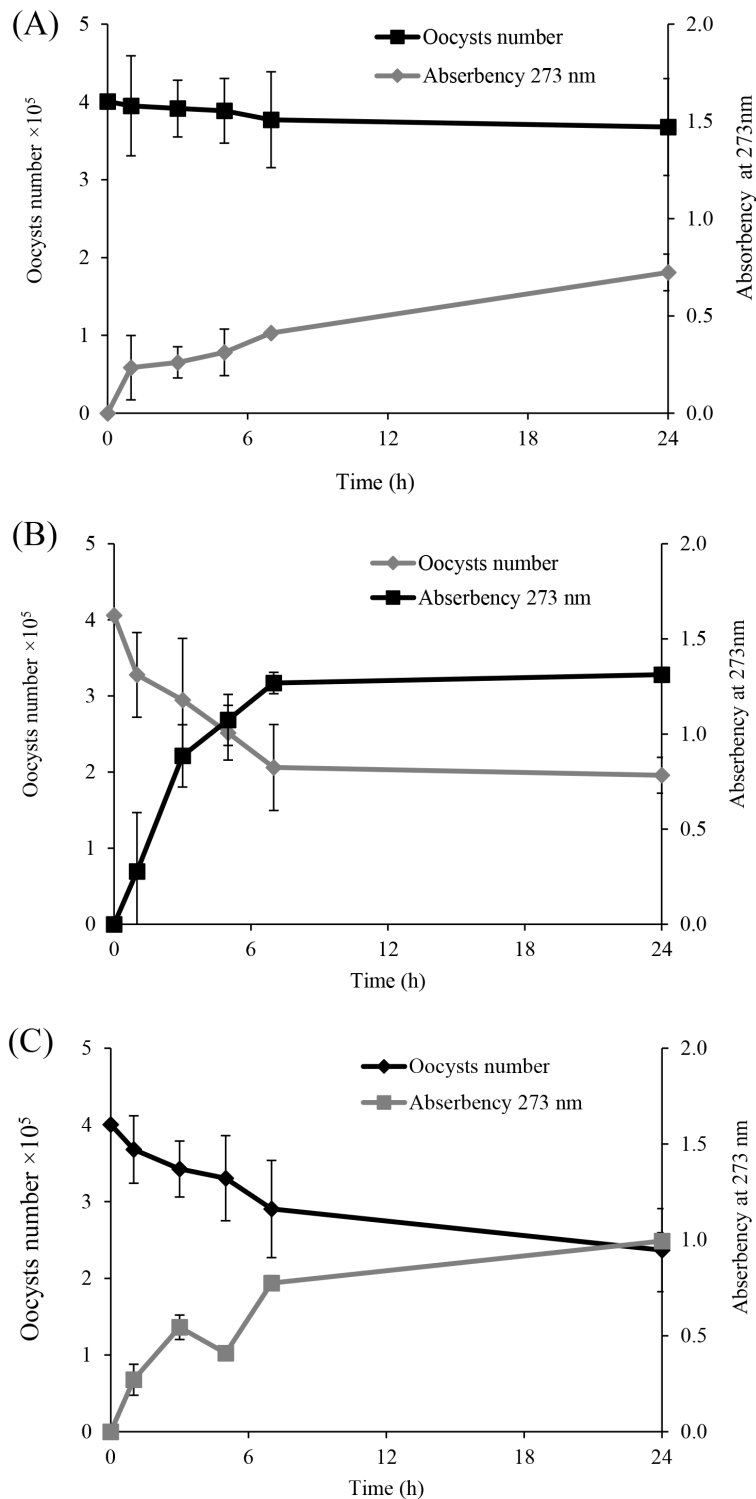 (A)
Oocysts number
Abserbency 273 nm
Oocysts number ×10⁵
5
4
3
2
1
0
2.0
1.5
1.0
0.5
0.0
Absorbency at 273nm
0 6 12 18 24
Time (h)
(B)
Oocysts number
Abserbency 273 nm
Oocysts number ×10⁵
5
4
3
2
1
0
2.0
1.5
1.0
0.5
0.0
Abserbency at 273nm
0 6 12 18 24
Time (h)
(C)
Oocysts number
Abserbency 273 nm
Oocysts number ×10⁵
5
4
3
2
1
0
2.0
1.5
1.0
0.5
0.0
Abserbency at 273 nm
0 6 12 18 24
Time (h)